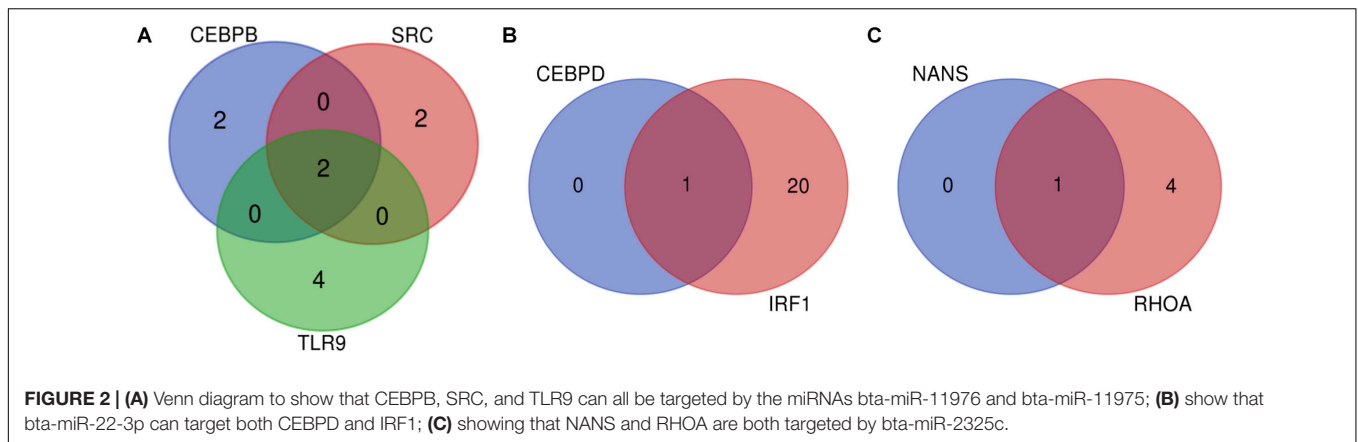 A
CEBPB
SRC
2
0
2
2
0
0
4
TLR9
B
CEBPD
0
1
20
IRF1
C
NANS
0
1
4
RHOA
FIGURE 2 | (A) Venn diagram to show that CEBPB, SRC, and TLR9 can all be targeted by the miRNAs bta-miR-11976 and bta-miR-11975; (B) show that
bta-miR-22-3p can target both CEBPD and IRF1; (C) showing that NANS and RHOA are both targeted by bta-miR-2325c.